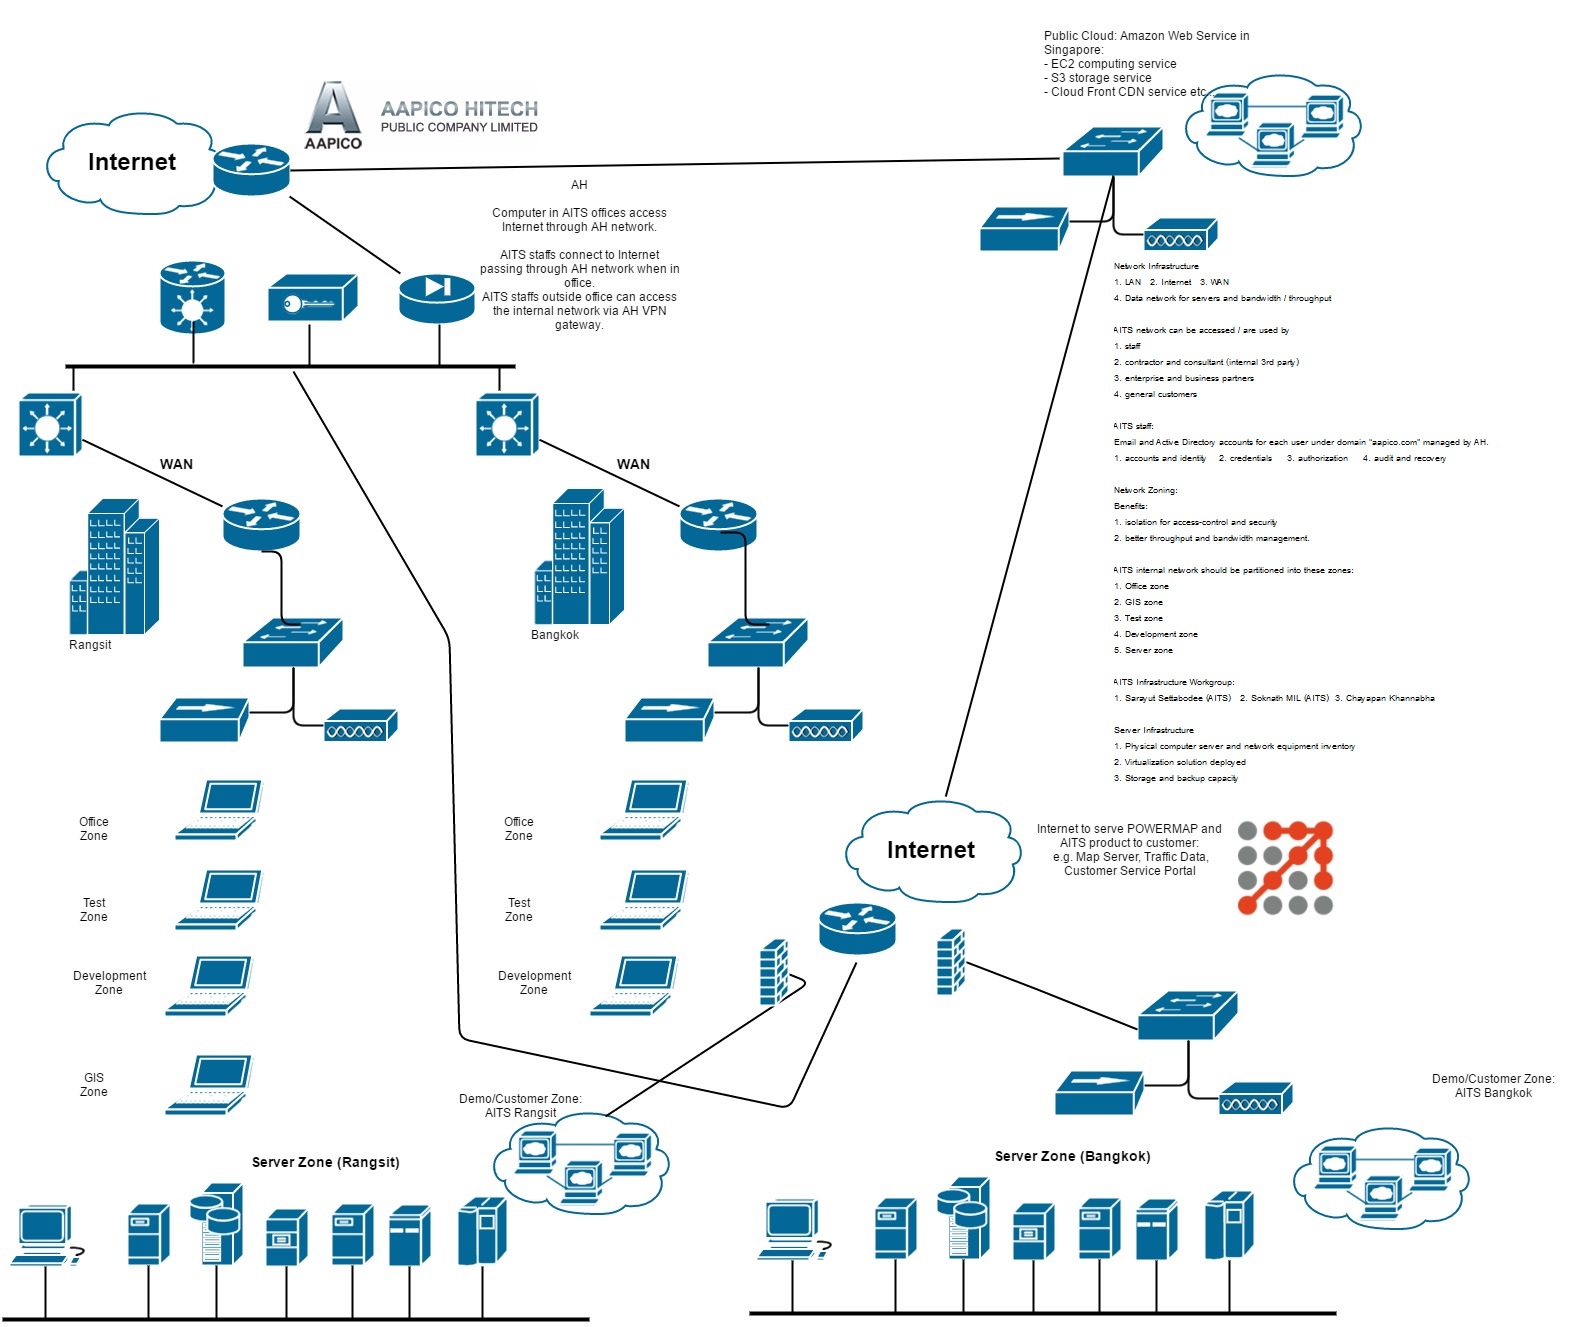 Public Cloud: Amazon Web Service in
Singapore:
- EC2 computing service
- S3 storage service
- Cloud Front CDN service etc...
Internet
AAPICO
AAPICO HITECH
PUBLIC COMPANY LIMITED
AH
Computer in AITS offices access
Internet through AH network.
AITS staffs connect to Internet
passing through AH network when in
office.
AITS staffs outside office can access
the internal network via AH VPN
gateway.
Network Infrastructure
1. LAN 2. Internet 3. WAN
4. Data network for servers and bandwidth / throughput
AITS network can be accessed / are used by
1. staff
2. contractor and consultant (internal 3rd party)
3. enterprise and business partners
4. general customers
AITS staff:
Email and Active Directory accounts for each user under domain "aapico.com" managed by AH.
1. accounts and identity 2. credentials 3. authorization 4. audit and recovery
Network Zoning:
Benefits:
1. isolation for access-control and security
2. better throughput and bandwidth management.
AITS internal network should be partitioned into these zones:
1. Office zone
2. GIS zone
3. Test zone
4. Development zone
5. Server zone
AITS Infrastructure Workgroup:
1. Sarayut Settabodee (AITS) 2. Soknath MIL (AITS) 3. Chayapan Khannabha
Server Infrastructure
1. Physical computer server and network equipment inventory
2. Virtualization solution deployed
3. Storage and backup capacity
WAN
WAN
Rangsit
Bangkok
Office
Zone
Test
Zone
Development
Zone
GIS
Zone
Office
Zone
Test
Zone
Development
Zone
Internet
Internet to serve POWERMAP and
AITS product to customer:
e.g. Map Server, Traffic Data,
Customer Service Portal
Demo/Customer Zone:
AITS Rangsit
Demo/Customer Zone:
AITS Bangkok
Server Zone (Rangsit)
Server Zone (Bangkok)